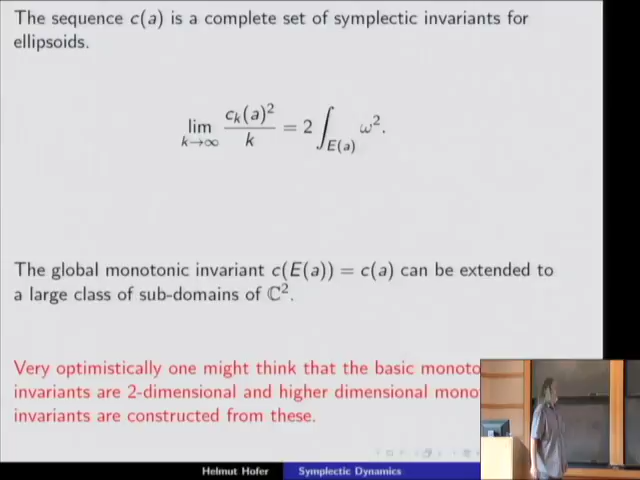 The sequence c(a) is a complete set of symplectic invariants for
ellipsoids.
lim k→∞ c_k(a)^2 / k = 2 ∫_{E(a)} ω^2.
The global monotonic invariant c(E(a)) = c(a) can be extended to
a large class of sub-domains of ℂ^2.
Very optimistically one might think that the basic
invariants are 2-dimensional and higher dimensional
invariants are constructed from these.
Helmut Hofer Symplectic Dynamics